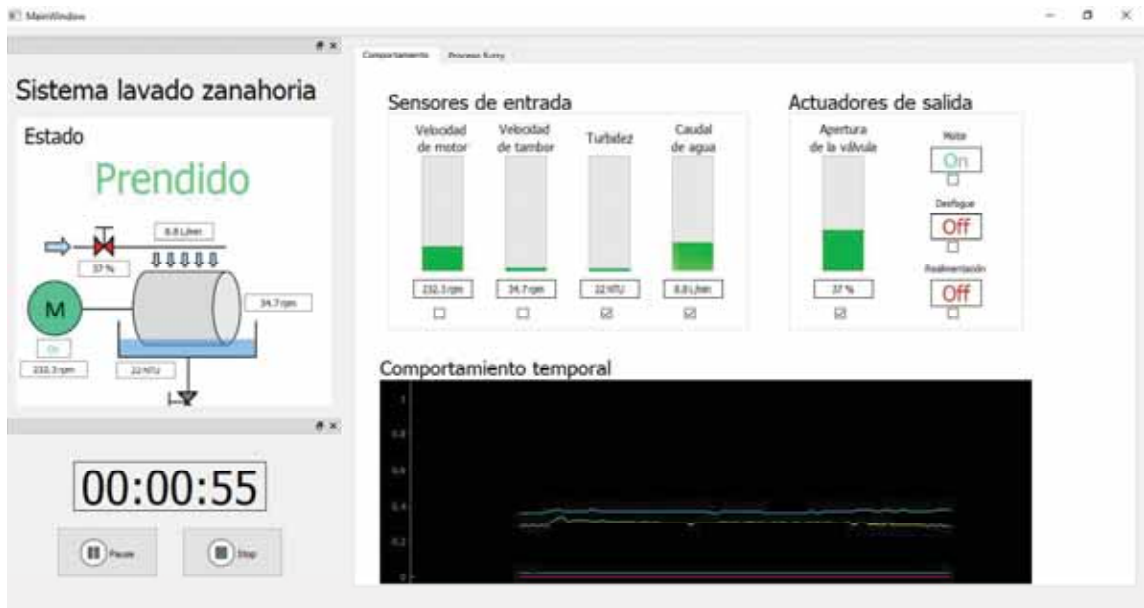 MainWindow
Sistema lavado zanahoria
Estado
Prendido
8.8 L/min
37 %
M
34.7 rpm
On
232.3 rpm
22 NTU
00:00:55
Pause
Stop
Comportamiento
Proceso fuzzy
Sensores de entrada
Velocidad
de motor
Velocidad
de tambor
Turbidez
Caudal
de agua
232.3 rpm
34.7 rpm
22 NTU
8.8 L/min
Actuadores de salida
Apertura
de la válvula
37 %
Motor
On
Desfogue
Off
Realimentación
Off
Comportamiento temporal
1
0.8
0.6
0.4
0.2
0